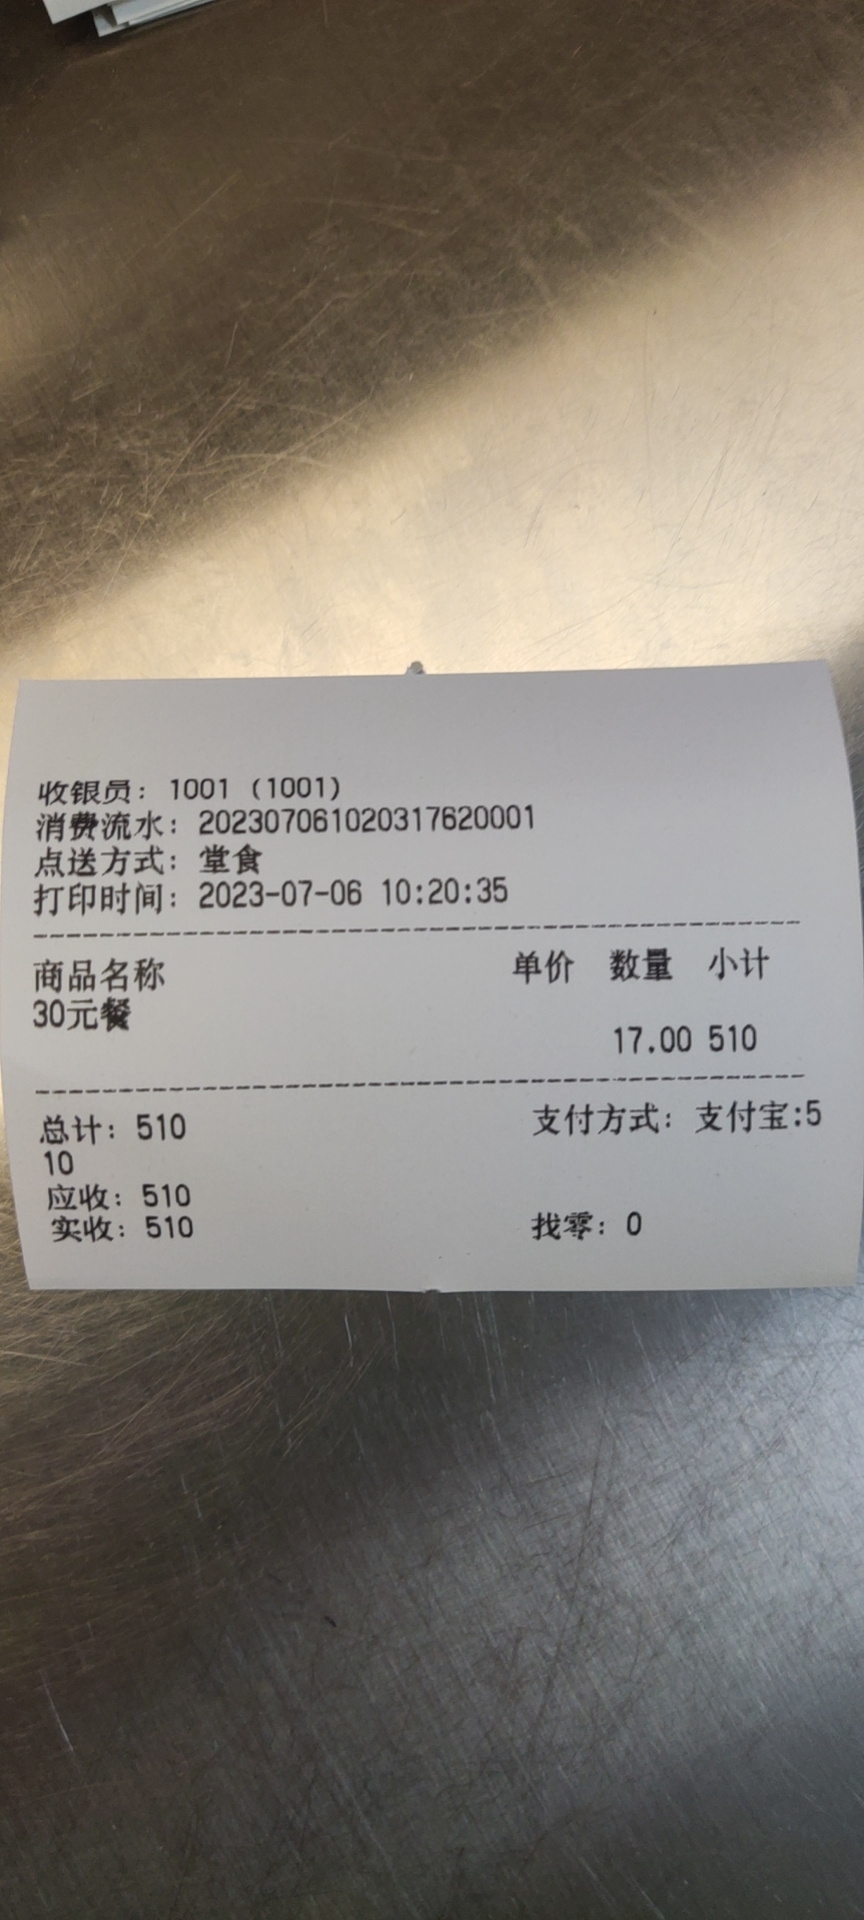 收银员: 1001 (1001)
消费流水: 202307061020317620001
点送方式: 堂食
打印时间: 2023-07-06 10:20:35
商品名称 单价 数量 小计
30元餐
17.00 510
总计: 510 支付方式: 支付宝:5
10
应收: 510
实收: 510 找零: 0